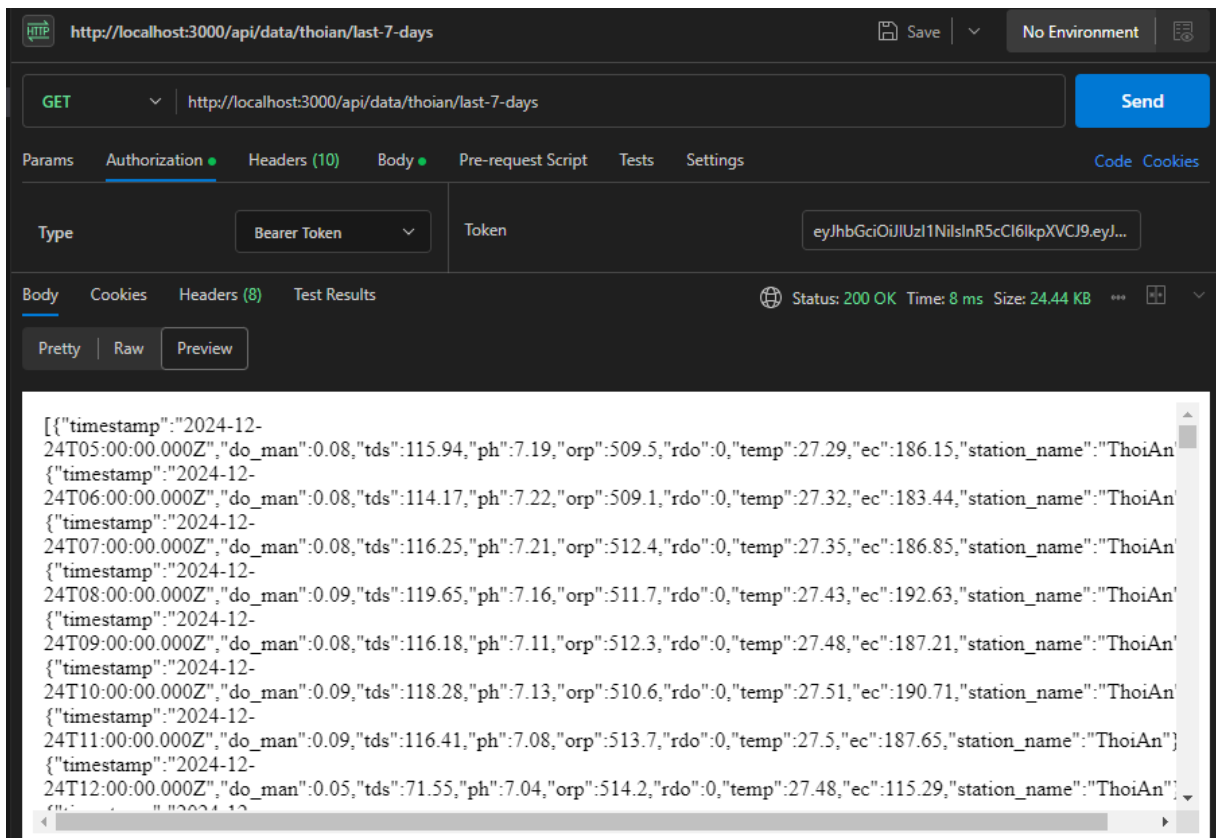 HTTP http://localhost:3000/api/data/thoian/last-7-days Save No Environment
GET http://localhost:3000/api/data/thoian/last-7-days Send
Params Authorization Headers (10) Body Pre-request Script Tests Settings Code Cookies
Type Bearer Token Token eyJhbGciOiJIUzI1NiIsInR5cCI6IkpXVCJ9.eyJ...
Body Cookies Headers (8) Test Results Status: 200 OK Time: 8 ms Size: 24.44 KB
Pretty Raw Preview
[{"timestamp":"2024-12-
24T05:00:00.000Z","do_man":0.08,"tds":115.94,"ph":7.19,"orp":509.5,"rdo":0,"temp":27.29,"ec":186.15,"station_name":"ThoiAn"
{"timestamp":"2024-12-
24T06:00:00.000Z","do_man":0.08,"tds":114.17,"ph":7.22,"orp":509.1,"rdo":0,"temp":27.32,"ec":183.44,"station_name":"ThoiAn"
{"timestamp":"2024-12-
24T07:00:00.000Z","do_man":0.08,"tds":116.25,"ph":7.21,"orp":512.4,"rdo":0,"temp":27.35,"ec":186.85,"station_name":"ThoiAn"
{"timestamp":"2024-12-
24T08:00:00.000Z","do_man":0.09,"tds":119.65,"ph":7.16,"orp":511.7,"rdo":0,"temp":27.43,"ec":192.63,"station_name":"ThoiAn"
{"timestamp":"2024-12-
24T09:00:00.000Z","do_man":0.08,"tds":116.18,"ph":7.11,"orp":512.3,"rdo":0,"temp":27.48,"ec":187.21,"station_name":"ThoiAn"
{"timestamp":"2024-12-
24T10:00:00.000Z","do_man":0.09,"tds":118.28,"ph":7.13,"orp":510.6,"rdo":0,"temp":27.51,"ec":190.71,"station_name":"ThoiAn"
{"timestamp":"2024-12-
24T11:00:00.000Z","do_man":0.09,"tds":116.41,"ph":7.08,"orp":513.7,"rdo":0,"temp":27.5,"ec":187.65,"station_name":"ThoiAn"}
{"timestamp":"2024-12-
24T12:00:00.000Z","do_man":0.05,"tds":71.55,"ph":7.04,"orp":514.2,"rdo":0,"temp":27.48,"ec":115.29,"station_name":"ThoiAn"}